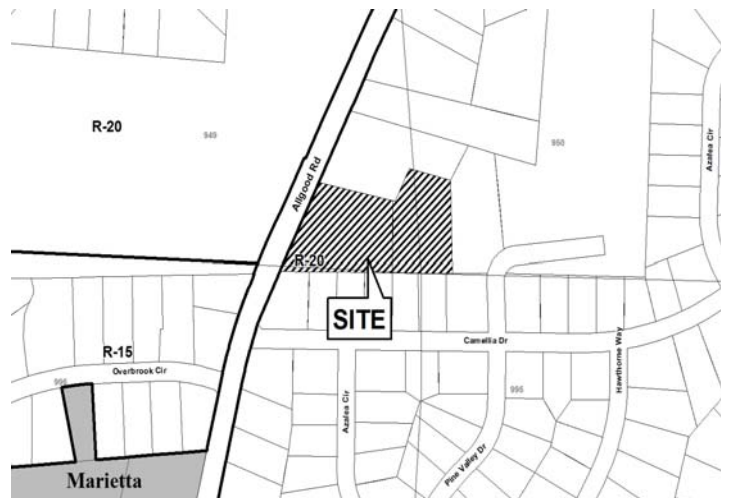 R-20
949
950
Azalea Cir
Allgood Rd
R-20
SITE
Camellia Dr
Hawthorne Way
R-15
Overbrook Cir
996
995
Azalea Cir
Pine Valley Dr
Marietta